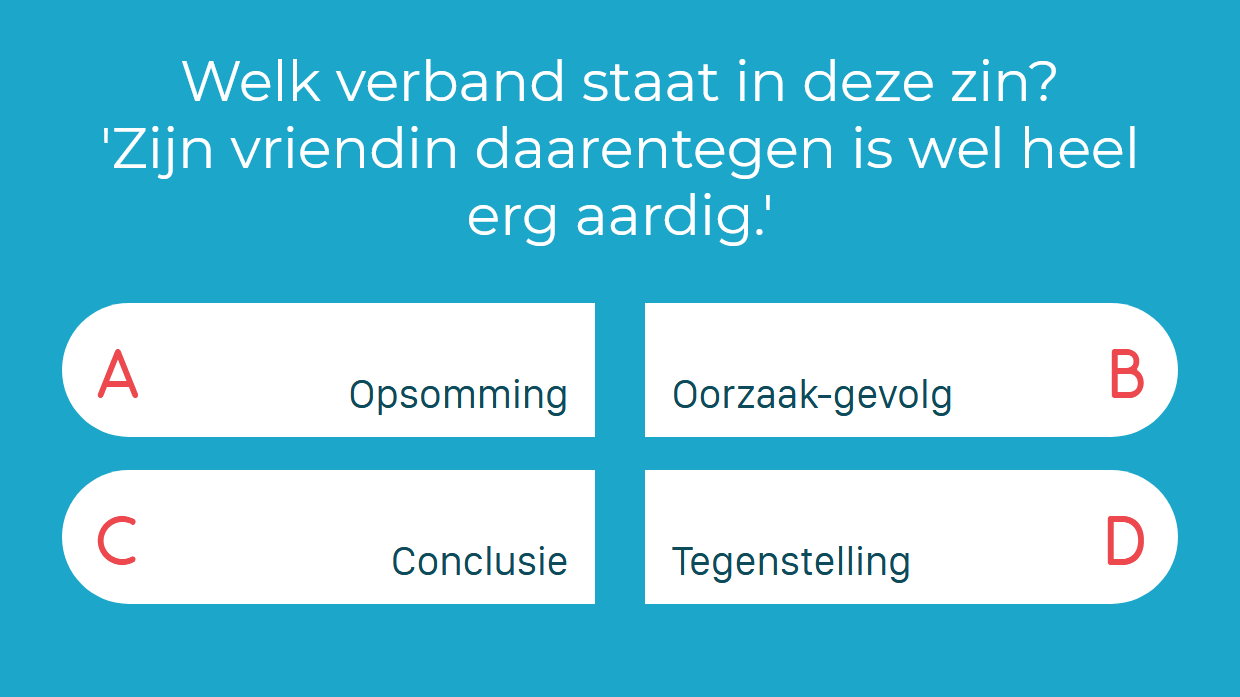 Welk verband staat in deze zin?
'Zijn vriendin daarentegen is wel heel
erg aardig.'
A
Opsomming
Oorzaak-gevolg
B
C
Conclusie
Tegenstelling
D